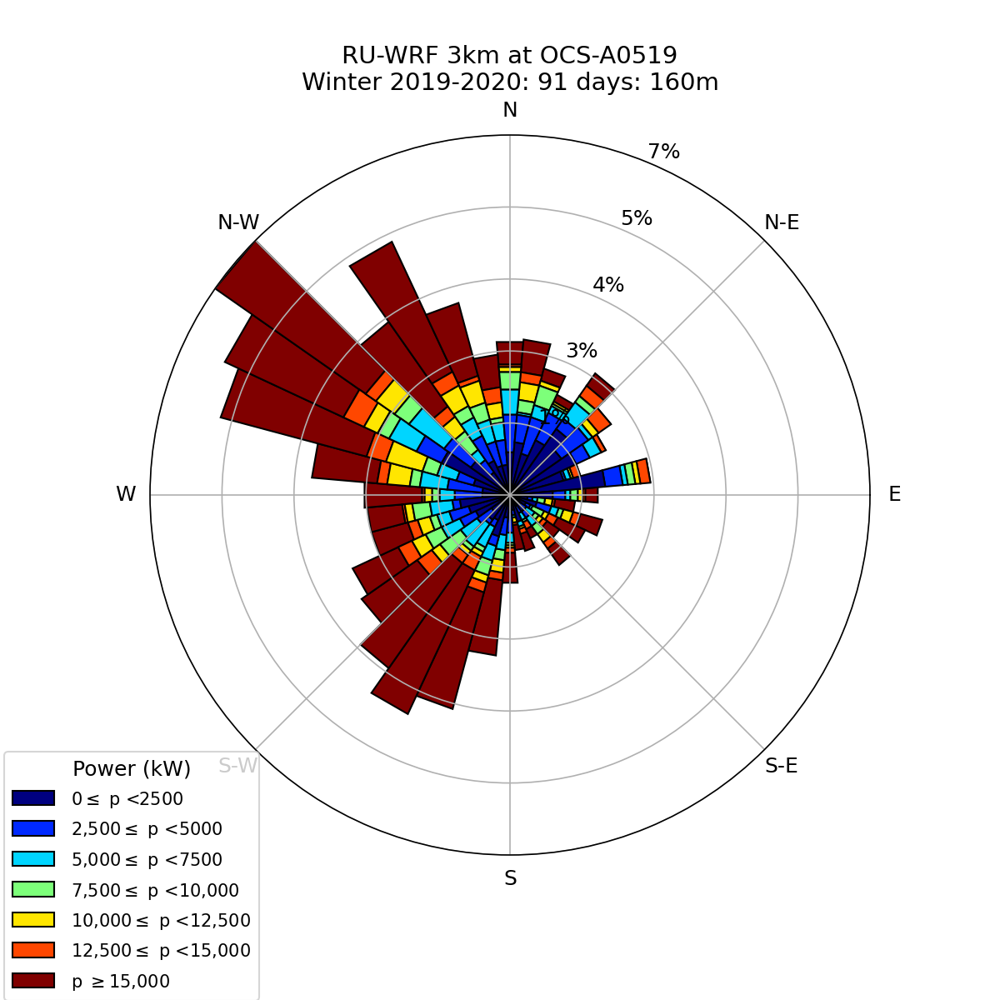 RU-WRF 3km at OCS-A0519
Winter 2019-2020: 91 days: 160m
N
7%
N-W
5%
N-E
4%
3%
1%
W
E
S-W
S-E
S
Power (kW)
0≤ p <2500
2,500≤ p <5000
5,000≤ p <7500
7,500≤ p <10,000
10,000≤ p <12,500
12,500≤ p <15,000
p ≥15,000